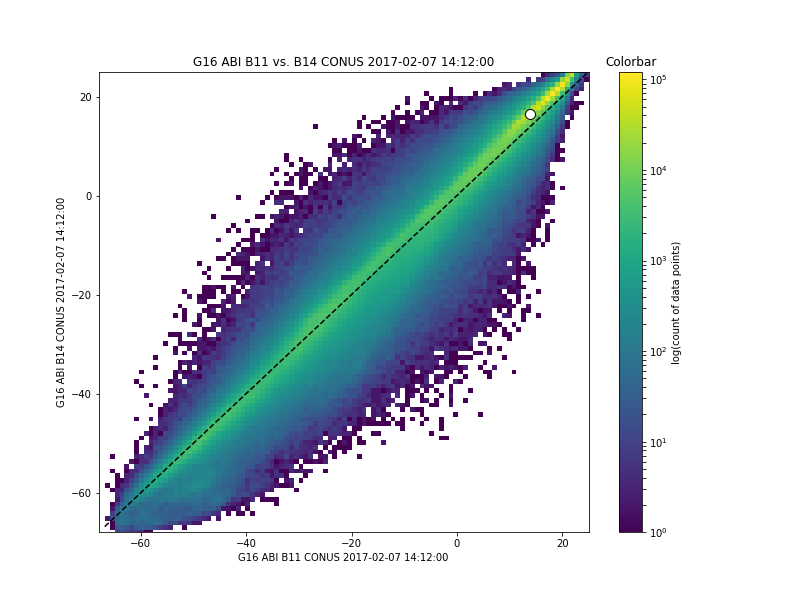 G16 ABI B11 vs. B14 CONUS 2017-02-07 14:12:00
Colorbar
20
0
−20
−40
−60
G16 ABI B14 CONUS 2017-02-07 14:12:00
−60 −40 −20 0 20
G16 ABI B11 CONUS 2017-02-07 14:12:00
10^5
10^4
10^3
10^2
10^1
10^0
log(count of data points)